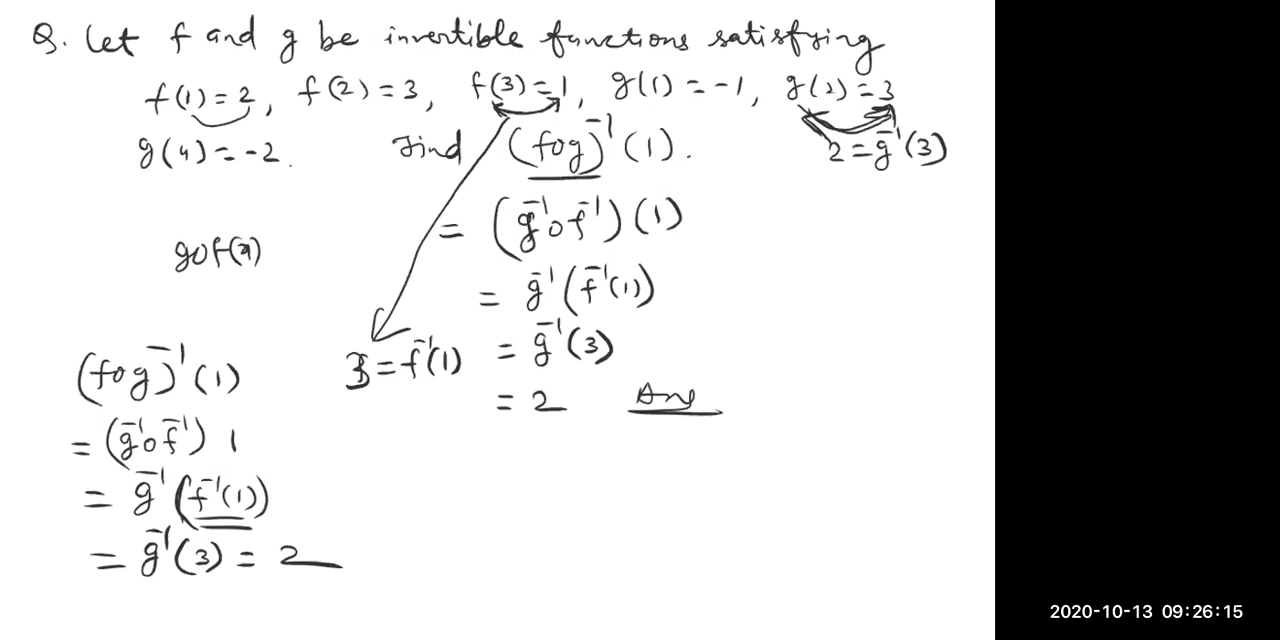 Q. Let f and g be invertible functions satisfying
f(1) = 2, f(2) = 3, f(3) = 1, g(1) = -1, g(2) = 3
g(4) = -2. Find (fog)⁻¹(1). 2 = g⁻¹(3)
= (g⁻¹of⁻¹)(1)
gof(x)
= g⁻¹(f⁻¹(1))
3 = f⁻¹(1) = g⁻¹(3)
= 2 Ans
(fog)⁻¹(1)
= (g⁻¹of⁻¹) 1
= g⁻¹(f⁻¹(1))
= g⁻¹(3) = 2
2020-10-13 09:26:15